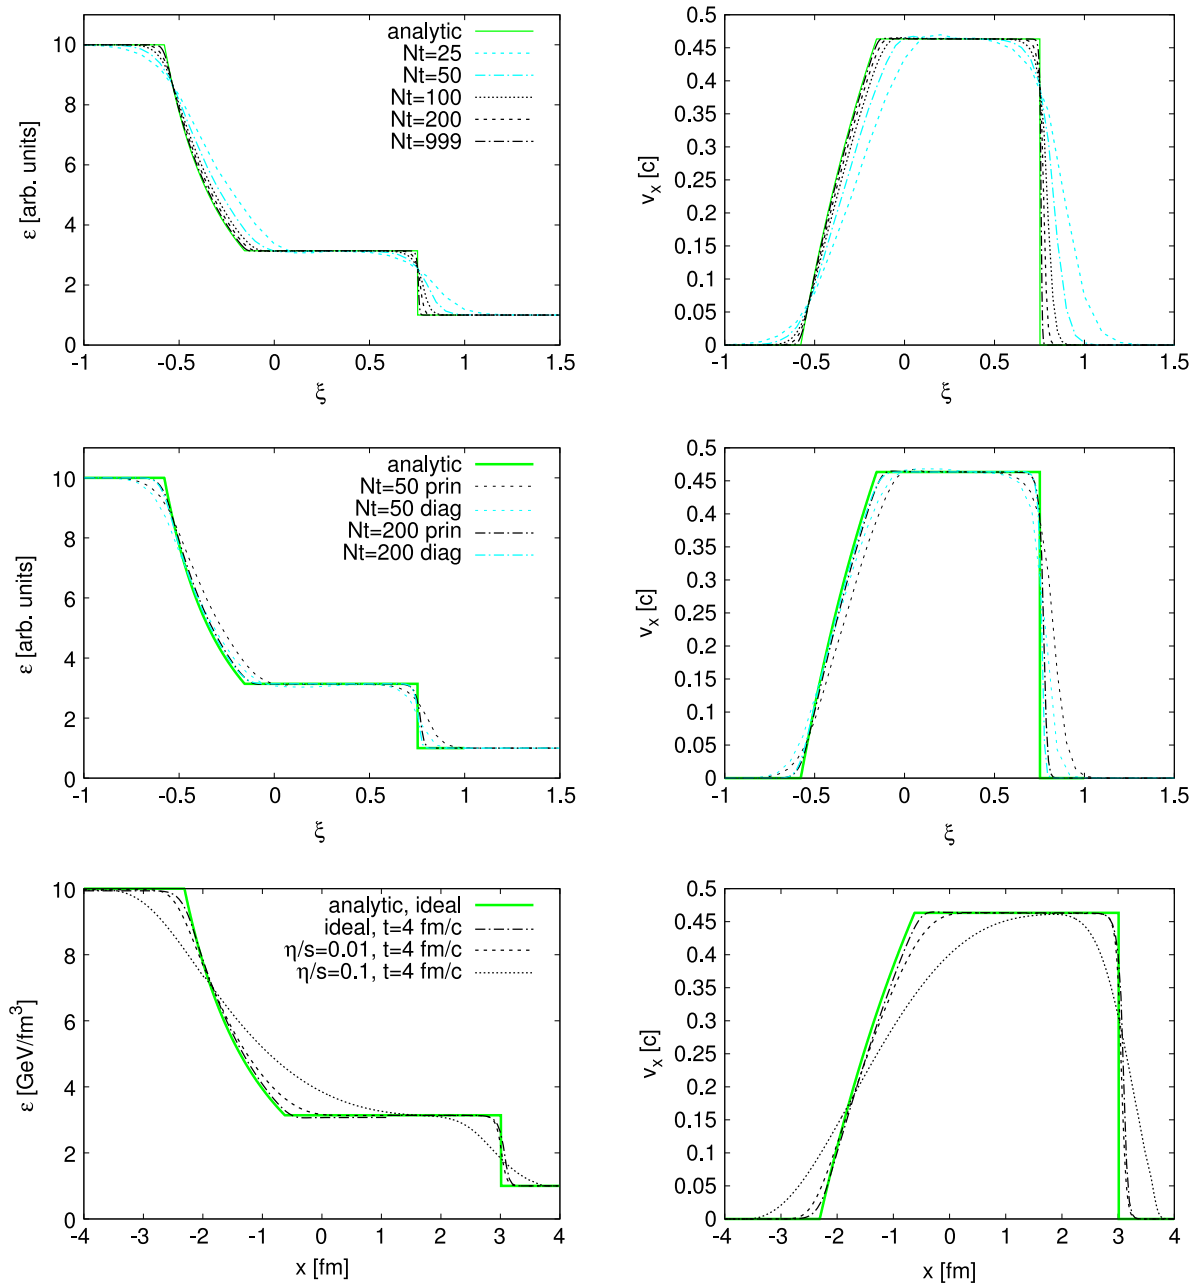 ε [arb. units]
10
8
6
4
2
0
analytic
Nt=25
Nt=50
Nt=100
Nt=200
Nt=999
-1 -0.5 0 0.5 1 1.5
ξ
v_x [c]
0.5
0.45
0.4
0.35
0.3
0.25
0.2
0.15
0.1
0.05
0
-1 -0.5 0 0.5 1 1.5
ξ
ε [arb. units]
10
8
6
4
2
0
analytic
Nt=50 prin
Nt=50 diag
Nt=200 prin
Nt=200 diag
-1 -0.5 0 0.5 1 1.5
ξ
v_x [c]
0.5
0.45
0.4
0.35
0.3
0.25
0.2
0.15
0.1
0.05
0
-1 -0.5 0 0.5 1 1.5
ξ
ε [GeV/fm³]
10
8
6
4
2
0
analytic, ideal
ideal, t=4 fm/c
η/s=0.01, t=4 fm/c
η/s=0.1, t=4 fm/c
-4 -3 -2 -1 0 1 2 3 4
x [fm]
v_x [c]
0.5
0.45
0.4
0.35
0.3
0.25
0.2
0.15
0.1
0.05
0
-4 -3 -2 -1 0 1 2 3 4
x [fm]